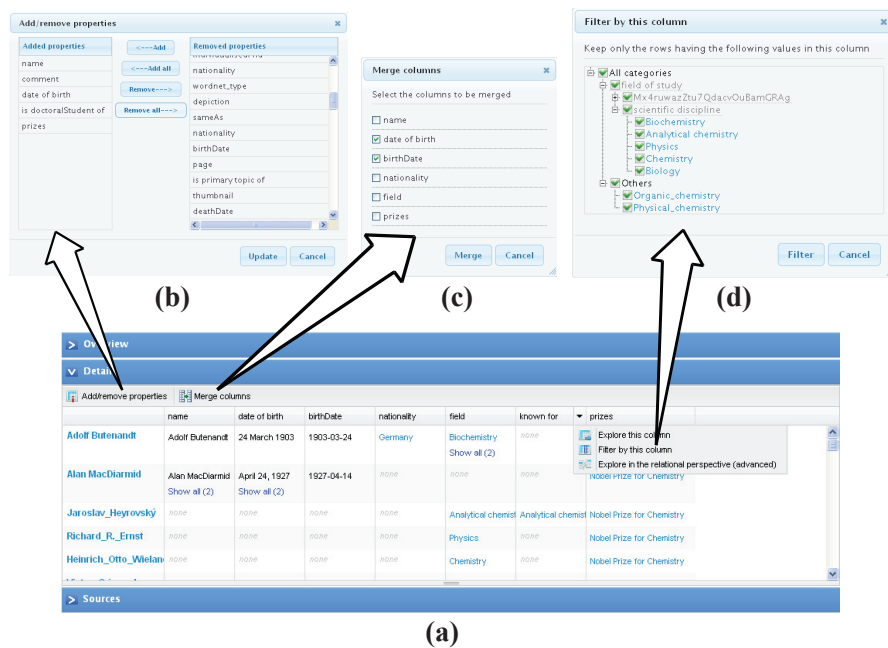 Add/remove properties
Added properties
name
comment
date of birth
is doctoralStudent of
prizes
<---Add
<---Add all
Remove--->
Remove all--->
Removed properties
nationality
wordnet_type
depiction
sameAs
nationality
birthDate
page
is primary topic of
thumbnail
deathDate
Update Cancel
(b)
Merge columns
Select the columns to be merged
name
date of birth
birthDate
nationality
field
prizes
Merge Cancel
(c)
Filter by this column
Keep only the rows having the following values in this column
All categories
field of study
Mx4ruwazZtu7QdacvOuBamGRAg
scientific discipline
Biochemistry
Analytical chemistry
Physics
Chemistry
Biology
Others
Organic_chemistry
Physical_chemistry
Filter Cancel
(d)
Overview
Details
Add/remove properties Merge columns
name date of birth birthDate nationality field known for prizes
Adolf Butenandt Adolf Butenandt 24 March 1903 1903-03-24 Germany Biochemistry none
Show all (2)
Explore this column
Filter by this column
Explore in the relational perspective (advanced)
Alan MacDiarmid Alan MacDiarmid April 24, 1927 1927-04-14 none none none Nobel Prize for Chemistry
Show all (2) Show all (2)
Jaroslav_Heyrovský none none none none Analytical chemist Analytical chemist Nobel Prize for Chemistry
Richard_R._Ernst none none none none Physics none Nobel Prize for Chemistry
Heinrich_Otto_Wielan none none none none Chemistry none Nobel Prize for Chemistry
Sources
(a)